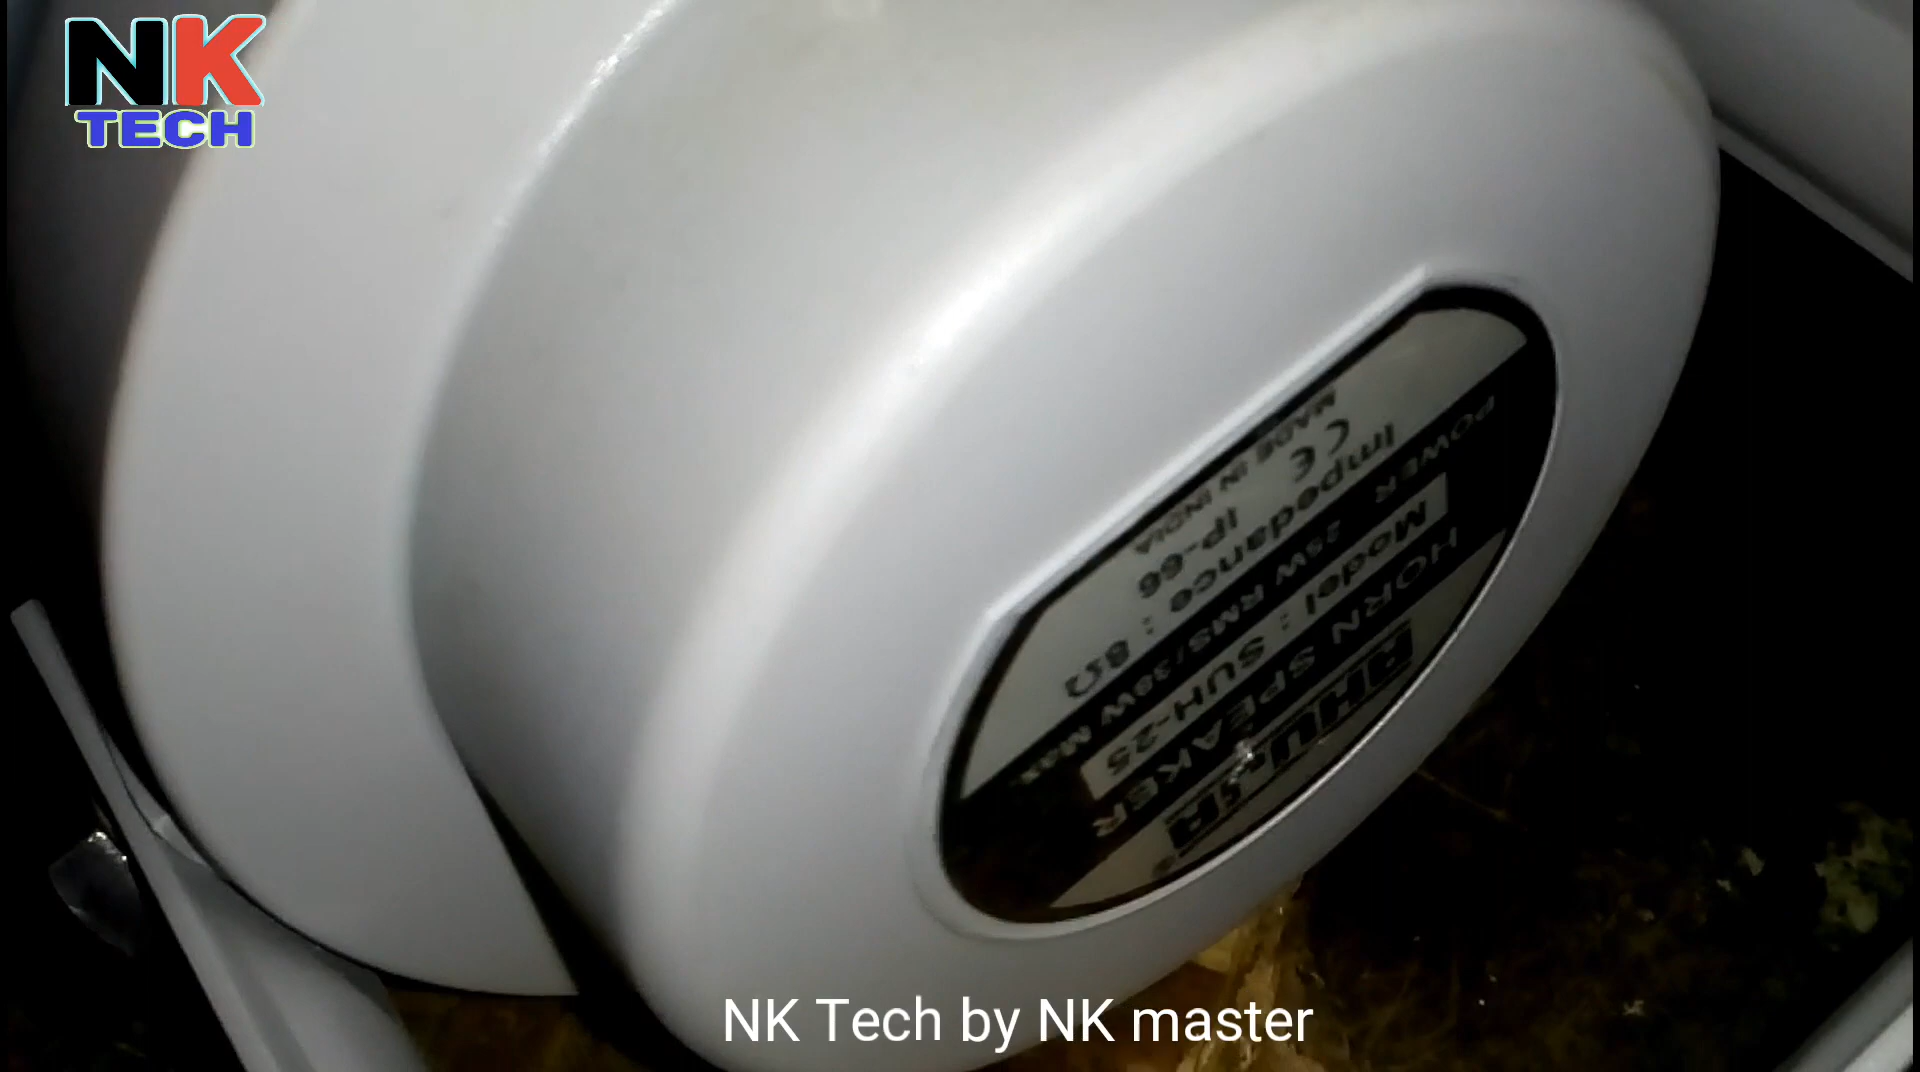 NK
TECH
AHUJA
HORN SPEAKER
Model : SUH-25
POWER 25W RMS/38W Max.
Impedance : 8Ω
CE IP-66
MADE IN INDIA
NK Tech by NK master